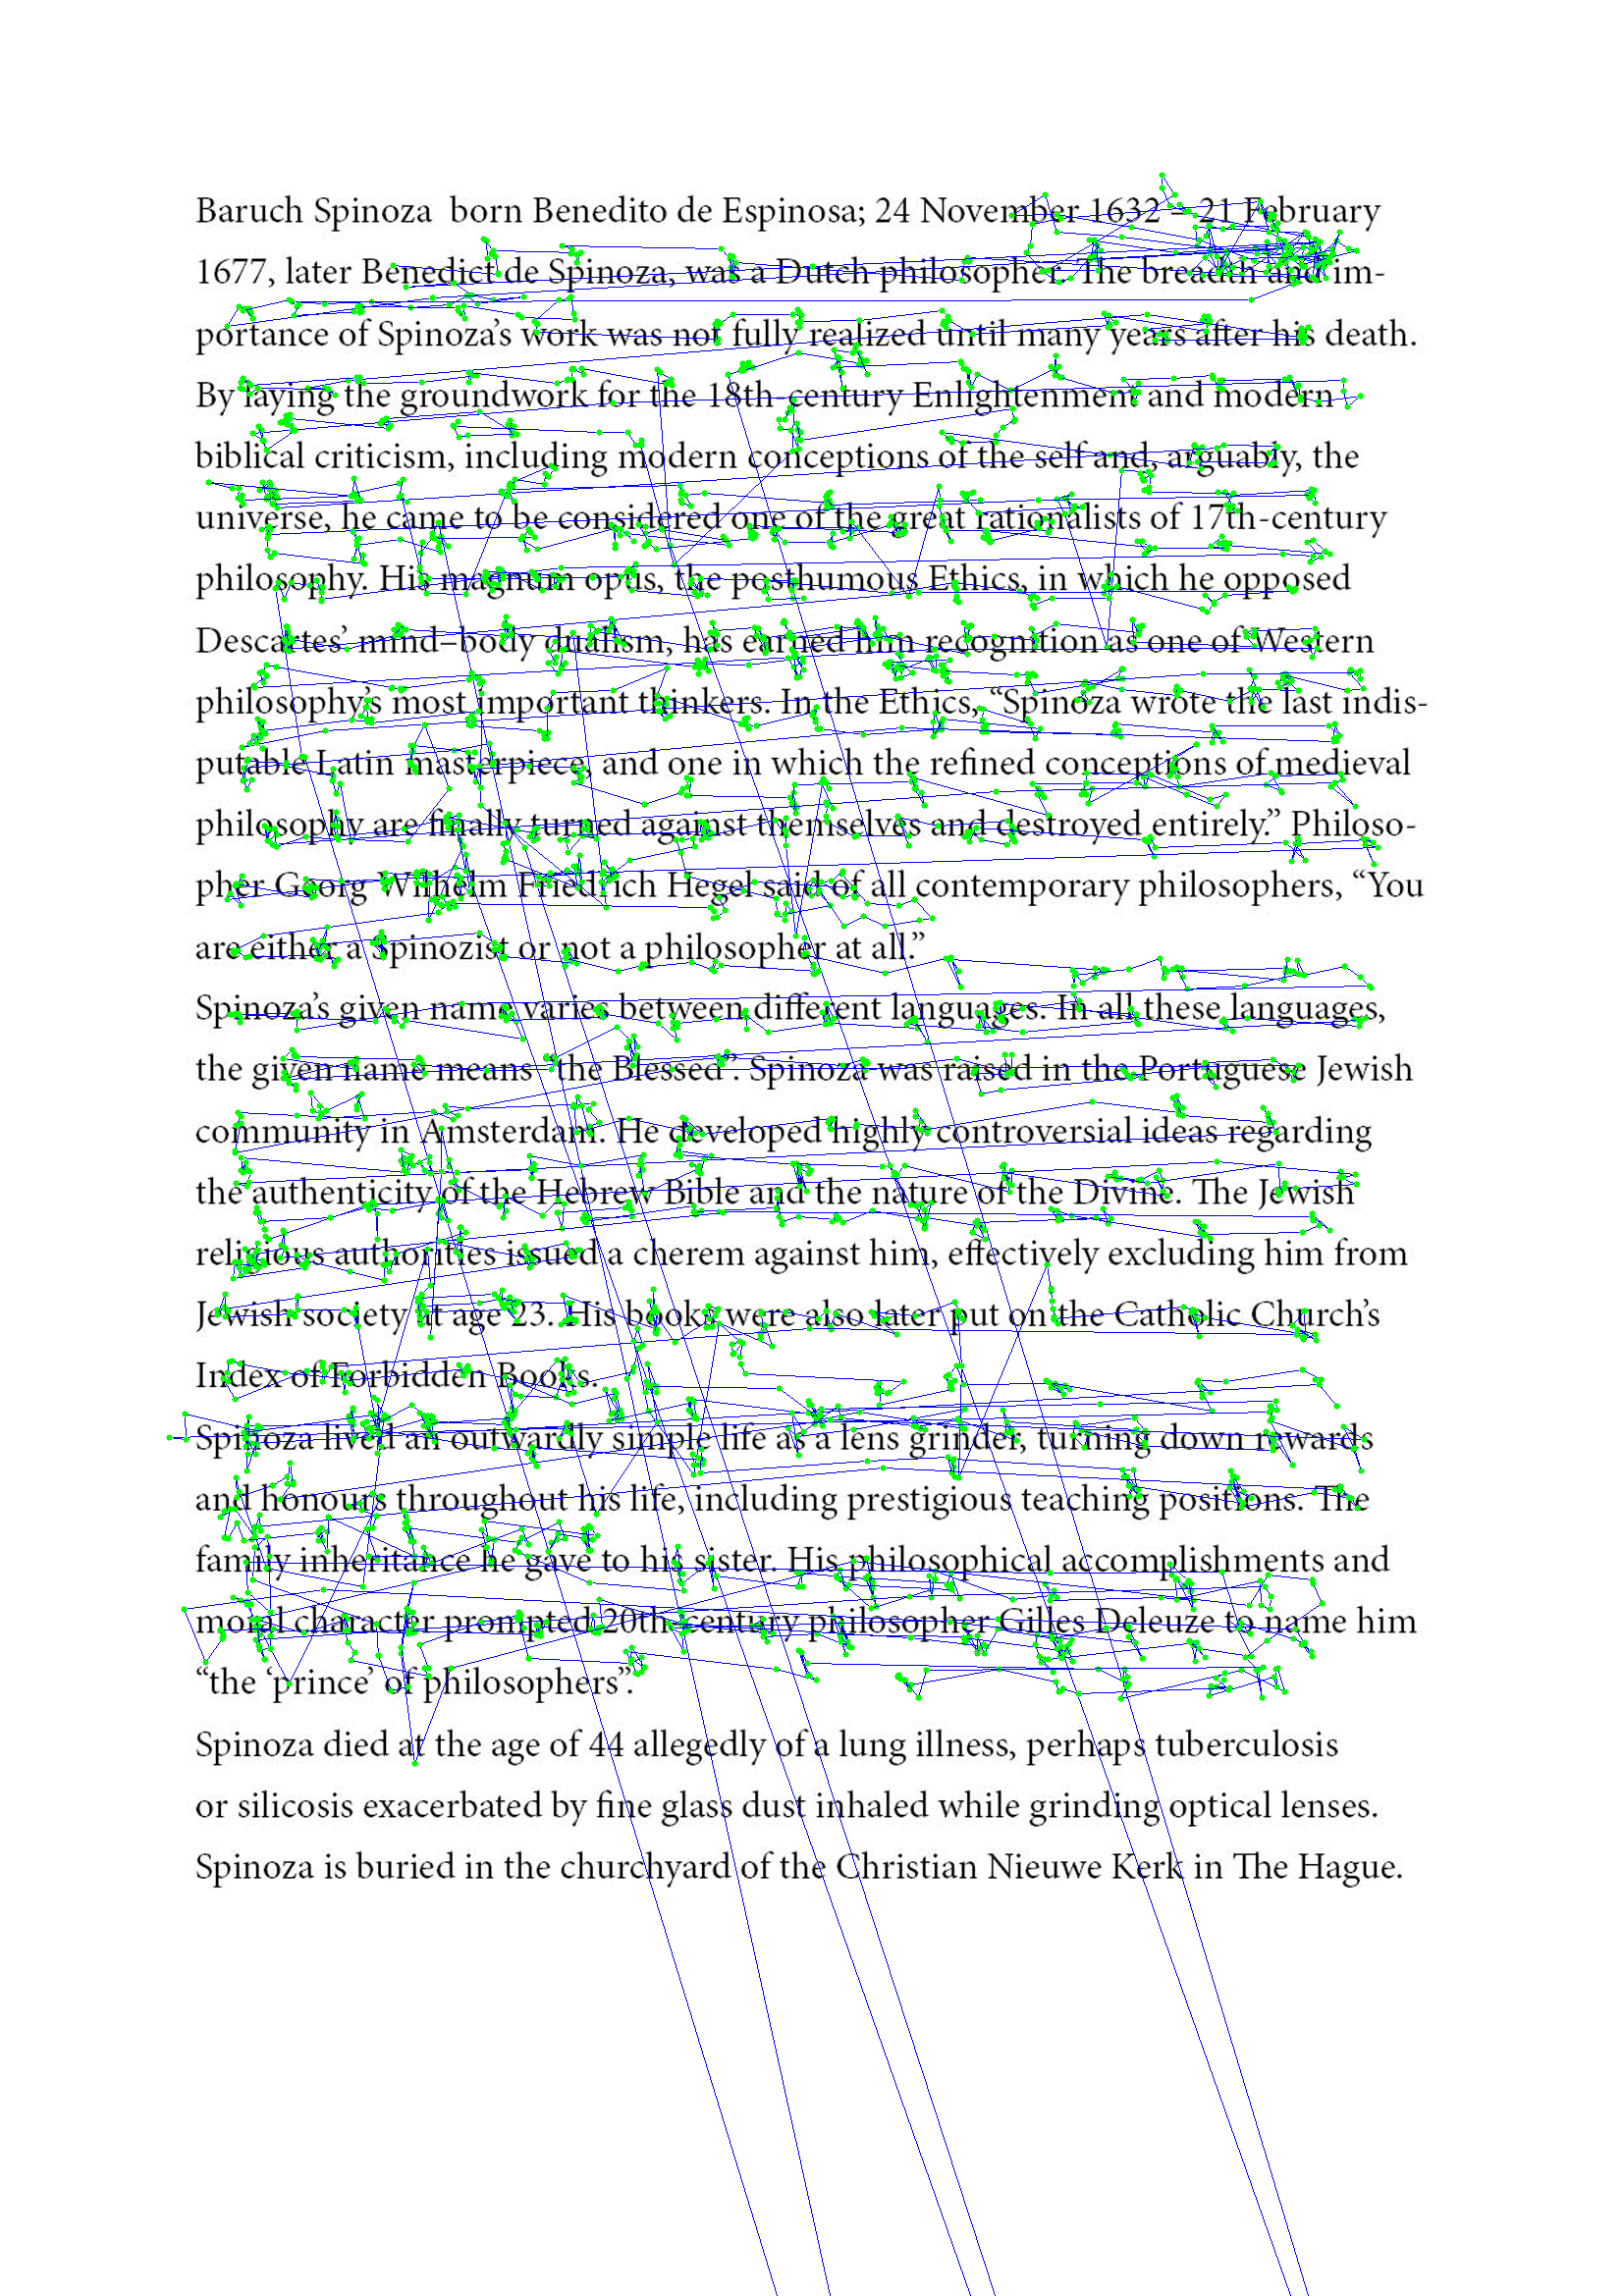 Baruch Spinoza born Benedito de Espinosa; 24 November 1632 – 21 February
1677, later Benedict de Spinoza, was a Dutch philosopher. The breadth and im-
portance of Spinoza’s work was not fully realized until many years after his death.
By laying the groundwork for the 18th-century Enlightenment and modern
biblical criticism, including modern conceptions of the self and, arguably, the
universe, he came to be considered one of the great rationalists of 17th-century
philosophy. His magnum opus, the posthumous Ethics, in which he opposed
Descartes’ mind–body dualism, has earned him recognition as one of Western
philosophy’s most important thinkers. In the Ethics, “Spinoza wrote the last indis-
putable Latin masterpiece, and one in which the refined conceptions of medieval
philosophy are finally turned against themselves and destroyed entirely.” Philoso-
pher Georg Wilhelm Friedrich Hegel said of all contemporary philosophers, “You
are either a Spinozist or not a philosopher at all.”
Spinoza’s given name varies between different languages. In all these languages,
the given name means “the Blessed”. Spinoza was raised in the Portuguese Jewish
community in Amsterdam. He developed highly controversial ideas regarding
the authenticity of the Hebrew Bible and the nature of the Divine. The Jewish
religious authorities issued a cherem against him, effectively excluding him from
Jewish society at age 23. His books were also later put on the Catholic Church’s
Index of Forbidden Books.
Spinoza lived an outwardly simple life as a lens grinder, turning down rewards
and honours throughout his life, including prestigious teaching positions. The
family inheritance he gave to his sister. His philosophical accomplishments and
moral character prompted 20th-century philosopher Gilles Deleuze to name him
“the ‘prince’ of philosophers”.
Spinoza died at the age of 44 allegedly of a lung illness, perhaps tuberculosis
or silicosis exacerbated by fine glass dust inhaled while grinding optical lenses.
Spinoza is buried in the churchyard of the Christian Nieuwe Kerk in The Hague.